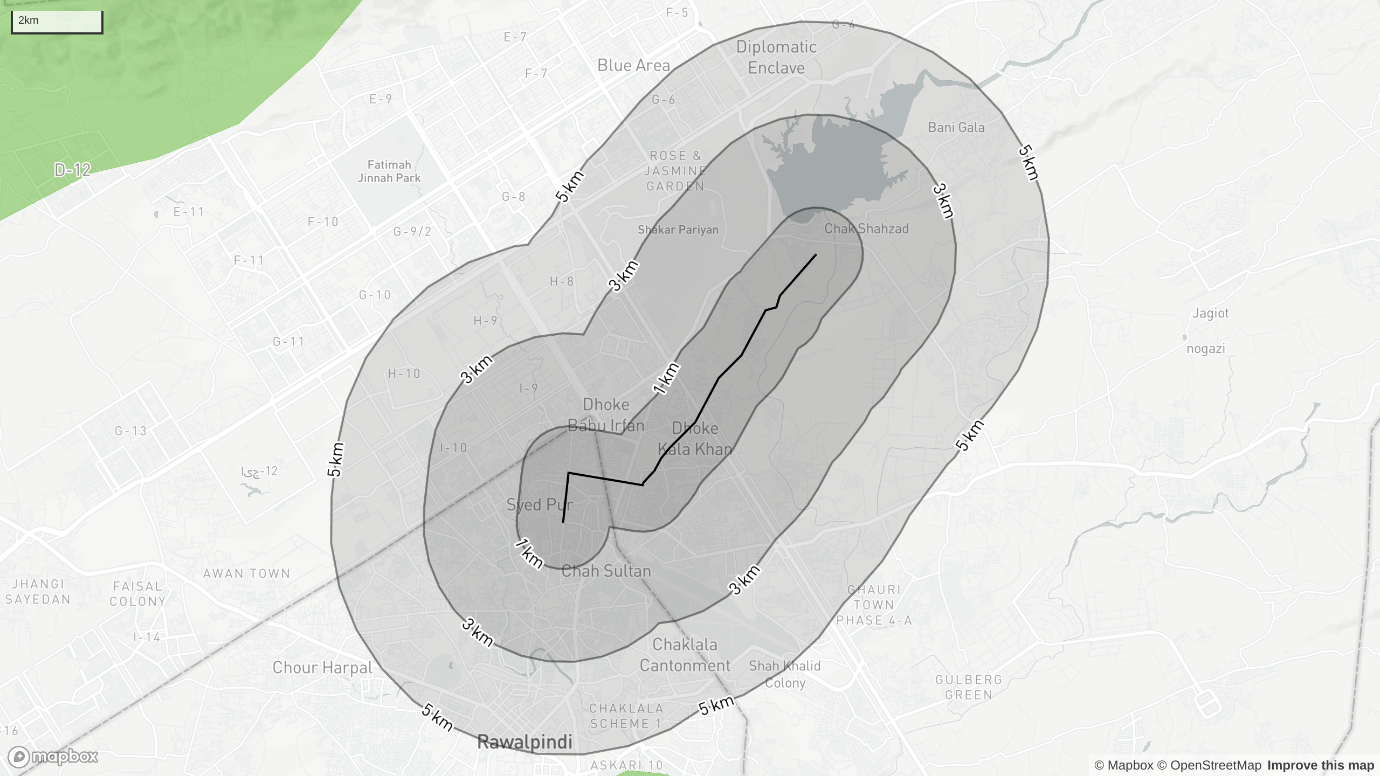 2km
F-5
G-4
E-7
Diplomatic
Enclave
Blue Area
F-7
E-9
G-6
Bani Gala
5 km
D-12
Fatimah
Jinnah Park
ROSE &
JASMINE
GARDEN
5 km
3 km
G-8
E-11
F-10
G-9/2
Shakar Pariyan
Chak Shahzad
F-11
3 km
H-8
G-10
H-9
Jagiot
G-11
nogazi
3 km
H-10
I-9
1 km
Dhoke
Babu Irfan
G-13
Dhoke
Kala Khan
5 km
I-10
5 km
Syed Pur
1 km
Chah Sultan
AWAN TOWN
JHANGI
SAYEDAN
FAISAL
COLONY
3 km
GHAURI
TOWN
PHASE 4-A
I-14
3 km
Chaklala
Cantonment
Chour Harpal
Shah Khalid
Colony
GULBERG
GREEN
5 km
5 km
CHAKLALA
SCHEME 1
-16
Rawalpindi
ASKARI 10
mapbox
© Mapbox © OpenStreetMap Improve this map